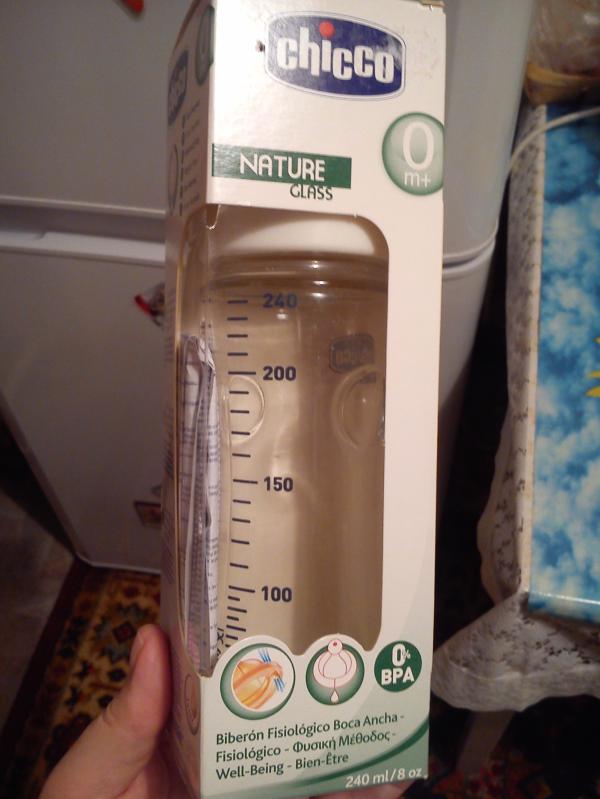 chicco
0
m+
NATURE
GLASS
240
200
150
100
0%
BPA
Biberón Fisiológico Boca Ancha -
Fisiológico - Φυσική Μέθοδος -
Well-Being - Bien-Être
240 ml/8 oz